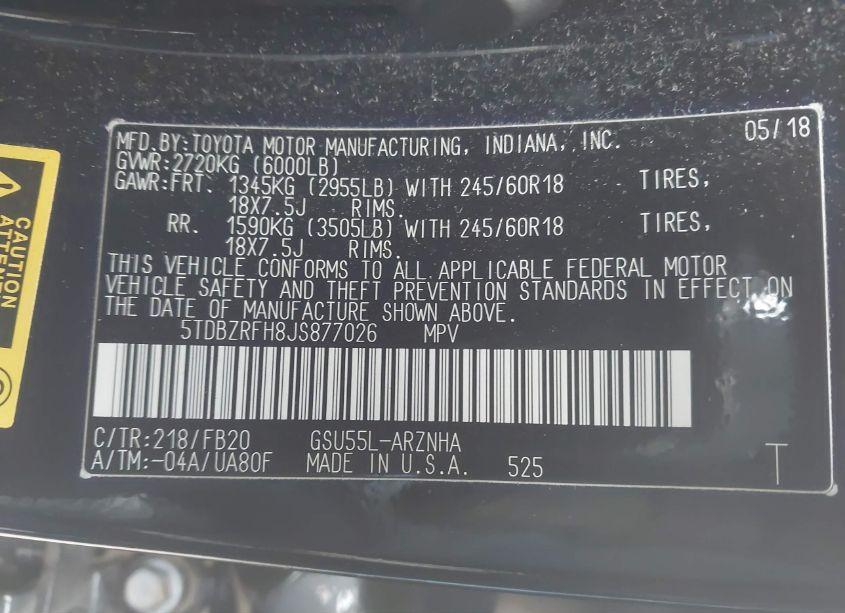 MFD.BY:TOYOTA MOTOR MANUFACTURING, INDIANA, INC. 05/18
GVWR:2720KG (6000LB)
GAWR:FRT. 1345KG (2955LB) WITH 245/60R18 TIRES,
18X7.5J RIMS.
RR. 1590KG (3505LB) WITH 245/60R18 TIRES,
18X7.5J RIMS.
THIS VEHICLE CONFORMS TO ALL APPLICABLE FEDERAL MOTOR
VEHICLE SAFETY AND THEFT PREVENTION STANDARDS IN EFFECT ON
THE DATE OF MANUFACTURE SHOWN ABOVE.
5TDBZRFH8JS877026 MPV
C/TR:218/FB20 GSU55L-ARZNHA
A/TM:-04A/UA80F MADE IN U.S.A. 525 T
CAUTION